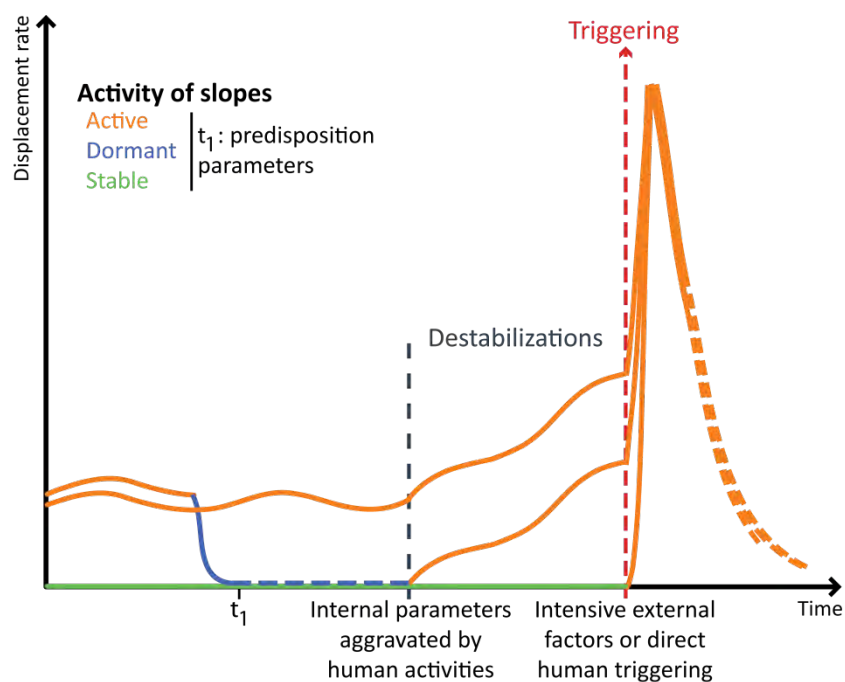 Triggering
Displacement rate
Activity of slopes
Active
Dormant
Stable
t1 : predisposition
parameters
Destabilizations
t1
Internal parameters
aggravated by
human activities
Intensive external
factors or direct
human triggering
Time